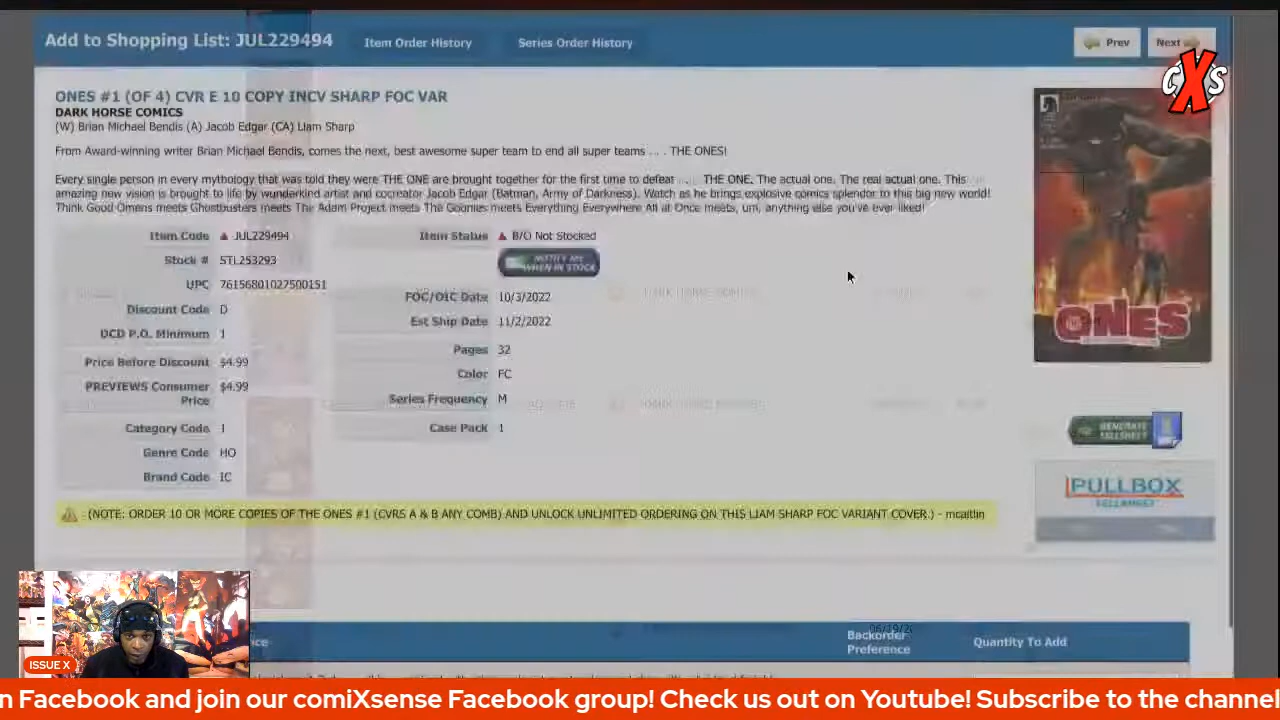 Add to Shopping List: JUL229494
Item Order History
Series Order History
Prev
Next
CXS
ONES #1 (OF 4) CVR E 10 COPY INCV SHARP FOC VAR
DARK HORSE COMICS
(W) Brian Michael Bendis (A) Jacob Edgar (CA) Liam Sharp
From Award-winning writer Brian Michael Bendis, comes the next, best awesome super team to end all super teams . . . THE ONES!
Every single person in every mythology that was told they were THE ONE are brought together for the first time to defeat . . . THE ONE. The actual one. The real actual one. This
amazing new vision is brought to life by wunderkind artist and cocreator Jacob Edgar (Batman, Army of Darkness). Watch as he brings explosive comics splendor to this big new world!
Think Good Omens meets Ghostbusters meets The Adam Project meets The Goonies meets Everything Everywhere All at Once meets, um, anything else you've ever liked!
Item Code JUL229494
Stock # STL253293
UPC 76156801027500151
Discount Code D
DCD P.O. Minimum 1
Price Before Discount $4.99
PREVIEWS Consumer $4.99
Price
Category Code 1
Genre Code HO
Brand Code IC
Item Status B/O Not Stocked
NOTIFY ME
WHEN IN STOCK
FOC/OIC Date 10/3/2022
Est Ship Date 11/2/2022
Pages 32
Color FC
Series Frequency M
Case Pack 1
ONES
GENERATE
SELLSHEET
PULLBOX
(NOTE: ORDER 10 OR MORE COPIES OF THE ONES #1 (CVRS A & B ANY COMB) AND UNLOCK UNLIMITED ORDERING ON THIS LIAM SHARP FOC VARIANT COVER.) - mcaitlin
Backorder
Preference
Quantity To Add
ISSUE X
n Facebook and join our comiXsense Facebook group! Check us out on Youtube! Subscribe to the channel